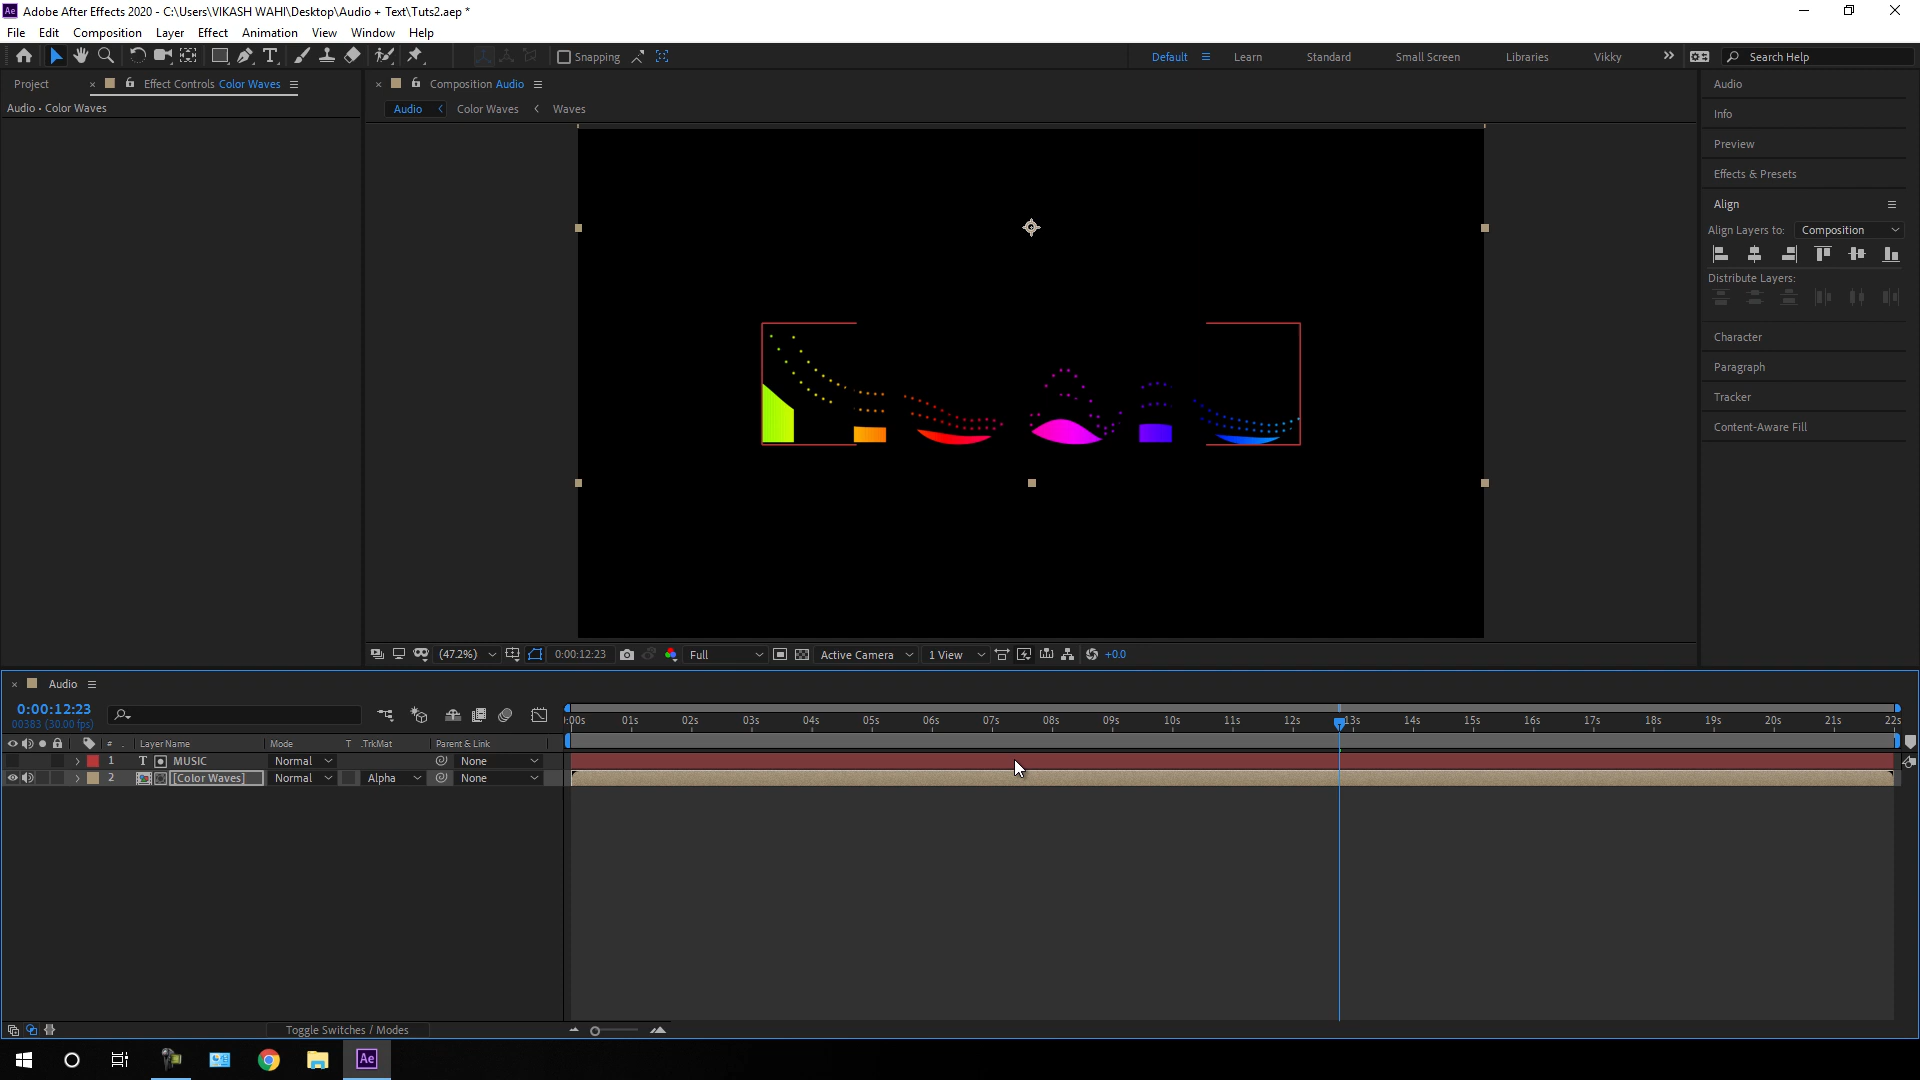 Ae Adobe After Effects 2020 - C:\Users\VIKASH WAHI\Desktop\Audio + Text\Tuts2.aep *
File Edit Composition Layer Effect Animation View Window Help
T Snapping Default Learn Standard Small Screen Libraries Vikky Search Help
Project Effect Controls Color Waves Composition Audio Audio
Audio • Color Waves Audio Color Waves Waves
Info
Preview
Effects & Presets
Align
Align Layers to: Composition
Distribute Layers:
Character
Paragraph
Tracker
Content-Aware Fill
(47.2%) 0:00:12:23 Full Active Camera 1 View +0.0
Audio
0:00:12:23
00383 (30.00 fps)
:00s 01s 02s 03s 04s 05s 06s 07s 08s 09s 10s 11s 12s 13s 14s 15s 16s 17s 18s 19s 20s 21s 22s
# Layer Name Mode T .TrkMat Parent & Link
1 T MUSIC Normal None
2 [Color Waves] Normal Alpha None
Toggle Switches / Modes
Ae